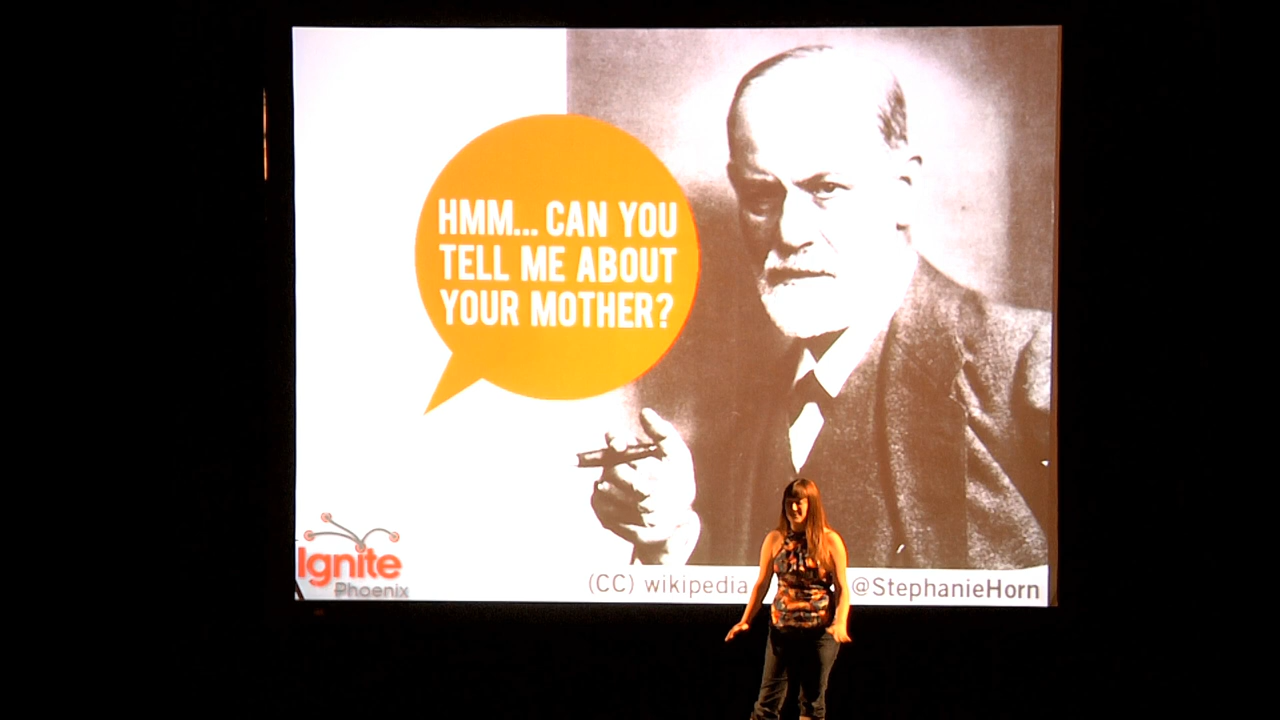 HMM... CAN YOU
TELL ME ABOUT
YOUR MOTHER?
Ignite
Phoenix
(CC) wikipedia
@StephanieHorn